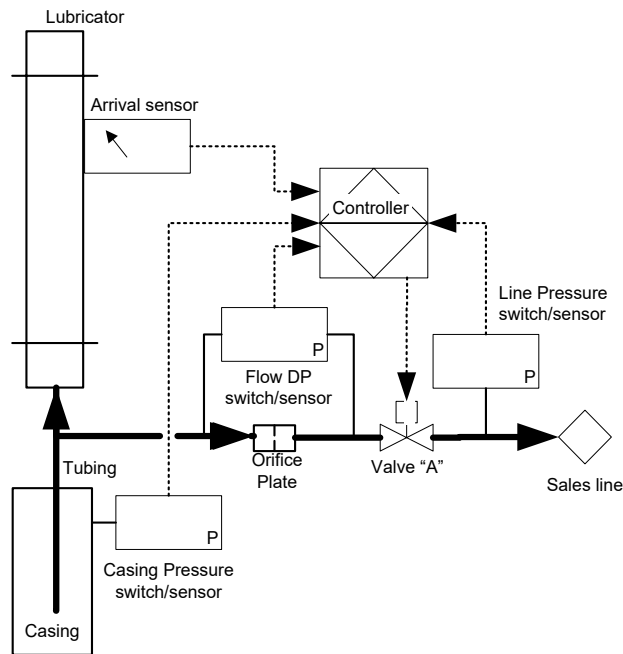 Lubricator
Arrival sensor
Controller
Line Pressure
switch/sensor
P
P
Flow DP
switch/sensor
Tubing
Orifice
Plate
Valve “A”
Sales line
P
Casing Pressure
switch/sensor
Casing